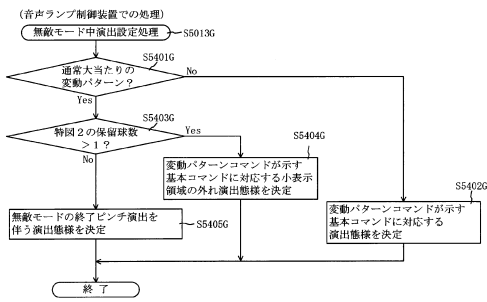 (音声ランプ制御装置での処理)
無敵モード中演出設定処理
S5013G
S5401G
通常大当たりの
変動パターン?
No
Yes
S5403G
特図2の保留球数
>1?
Yes
No
S5404G
変動パターンコマンドが示す
基本コマンドに対応する小表示
領域の外れ演出態様を決定
S5402G
無敵モードの終了ピンチ演出を
伴う演出態様を決定
S5405G
変動パターンコマンドが示す
基本コマンドに対応する
演出態様を決定
終了